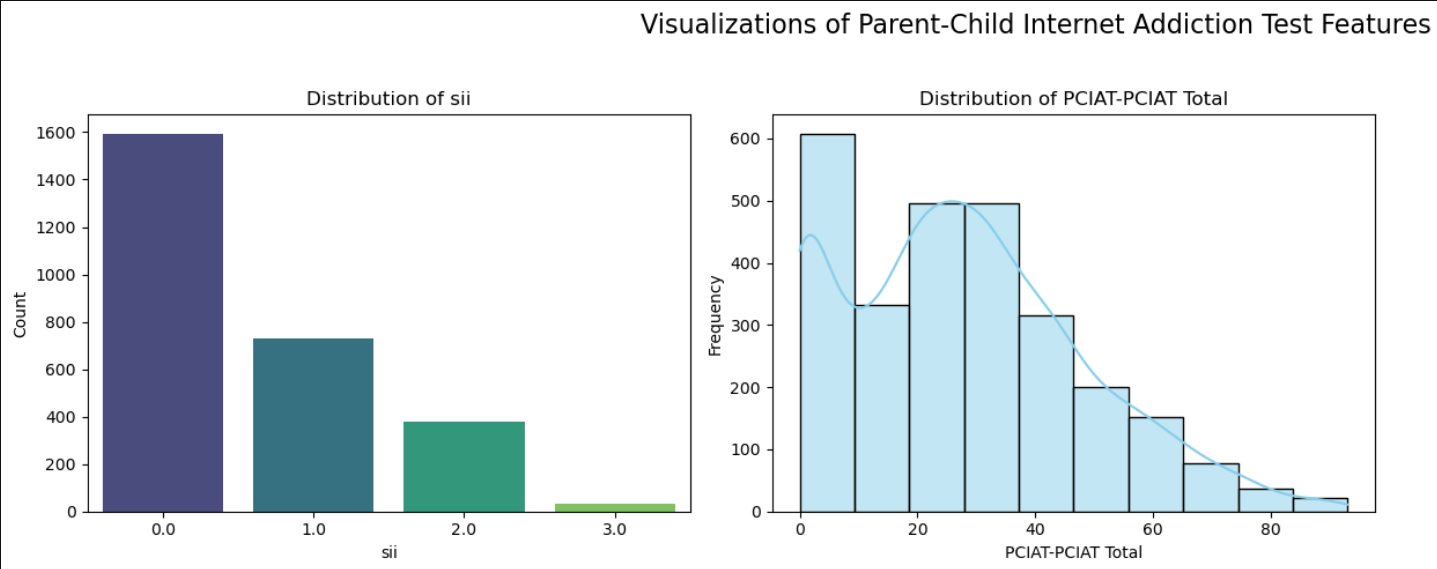 Visualizations of Parent-Child Internet Addiction Test Features
Distribution of sii
Count
1600
1400
1200
1000
800
600
400
200
0
0.0 1.0 2.0 3.0
sii
Distribution of PCIAT-PCIAT Total
Frequency
600
500
400
300
200
100
0
0 20 40 60 80
PCIAT-PCIAT Total